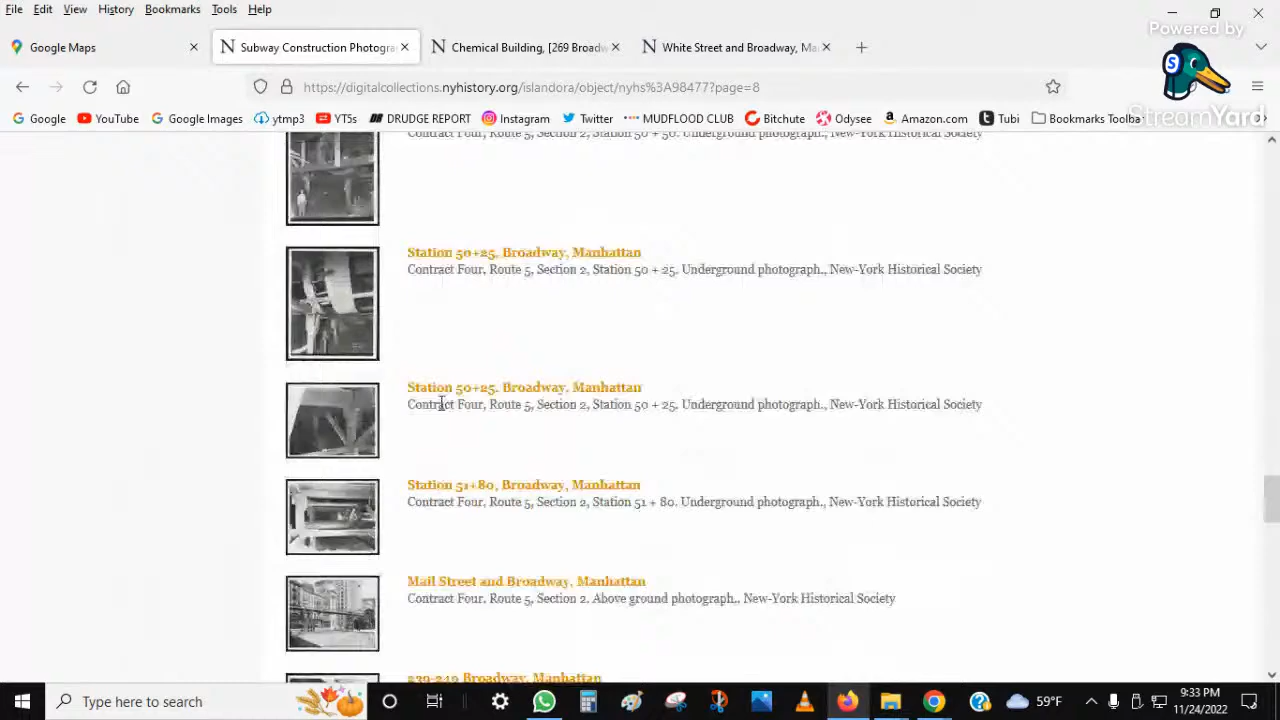 File Edit View History Bookmarks Tools Help
Google Maps
Subway Construction Photogra
Chemical Building, [269 Broadw
White Street and Broadway, Ma
Powered by
StreamYard
https://digitalcollections.nyhistory.org/islandora/object/nyhs%3A98477?page=8
Google YouTube Google Images ytmp3 YT5s DRUDGE REPORT Instagram Twitter MUDFLOOD CLUB Bitchute Odysee Amazon.com Tubi Bookmarks Toolbar
Contract Four, Route 5, Section 2, Station 50 + 50. Underground photograph., New-York Historical Society
Station 50+25, Broadway, Manhattan
Contract Four, Route 5, Section 2, Station 50 + 25. Underground photograph., New-York Historical Society
Station 50+25, Broadway, Manhattan
Contract Four, Route 5, Section 2, Station 50 + 25. Underground photograph., New-York Historical Society
Station 51+80, Broadway, Manhattan
Contract Four, Route 5, Section 2, Station 51 + 80. Underground photograph., New-York Historical Society
Mail Street and Broadway, Manhattan
Contract Four, Route 5, Section 2. Above ground photograph., New-York Historical Society
239-249 Broadway, Manhattan
Type here to search
59°F
9:33 PM
11/24/2022